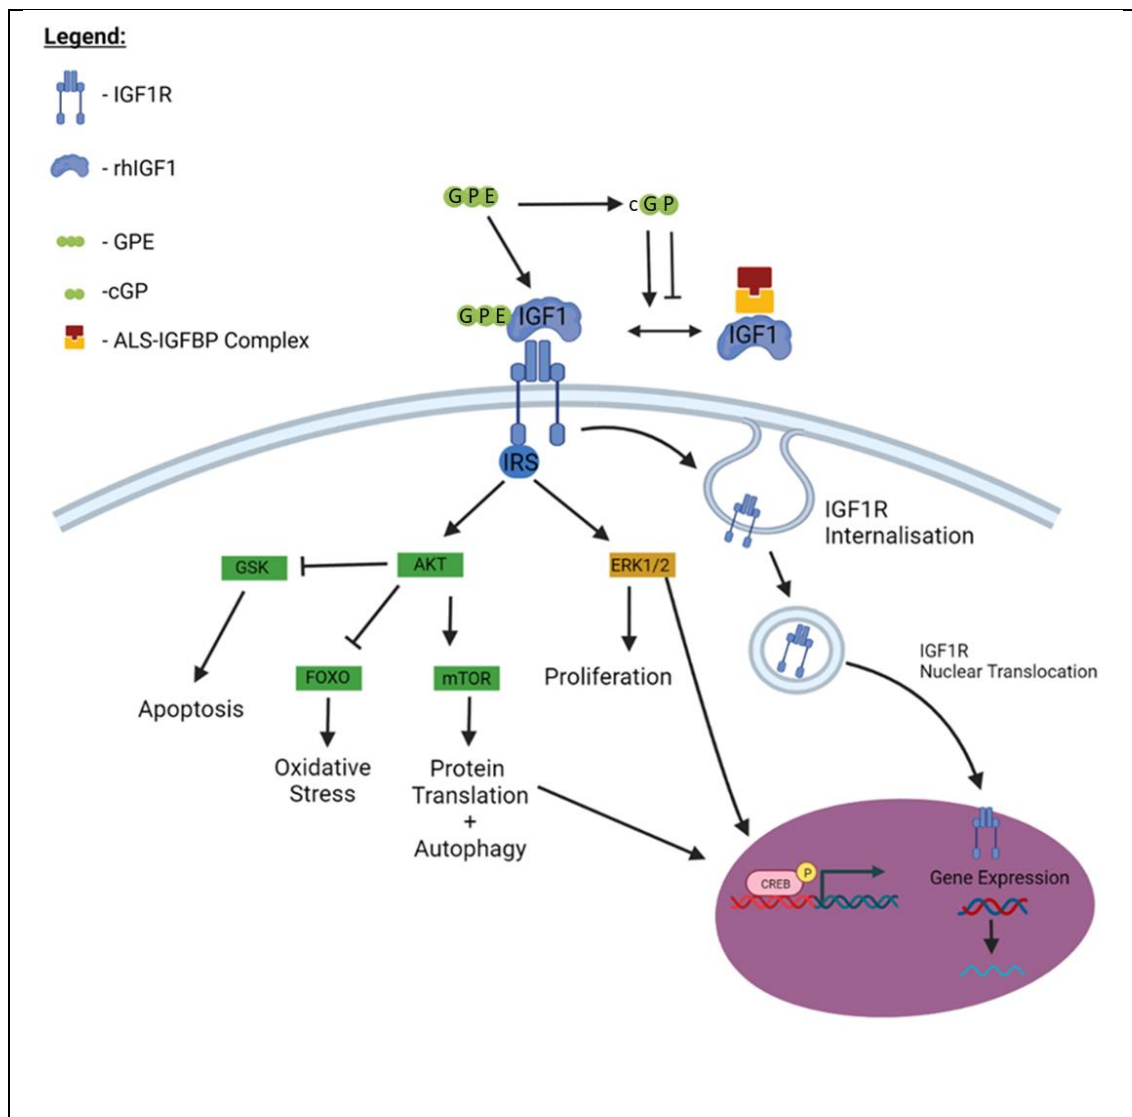 Legend:
- IGF1R
- rhIGF1
- GPE
-cGP
- ALS-IGFBP Complex
G P E
c G P
G P E
IGF1
IGF1
IRS
IGF1R
Internalisation
GSK
AKT
ERK1/2
Apoptosis
FOXO
mTOR
Proliferation
IGF1R
Nuclear Translocation
Oxidative
Stress
Protein
Translation
+
Autophagy
CREB
P
Gene Expression